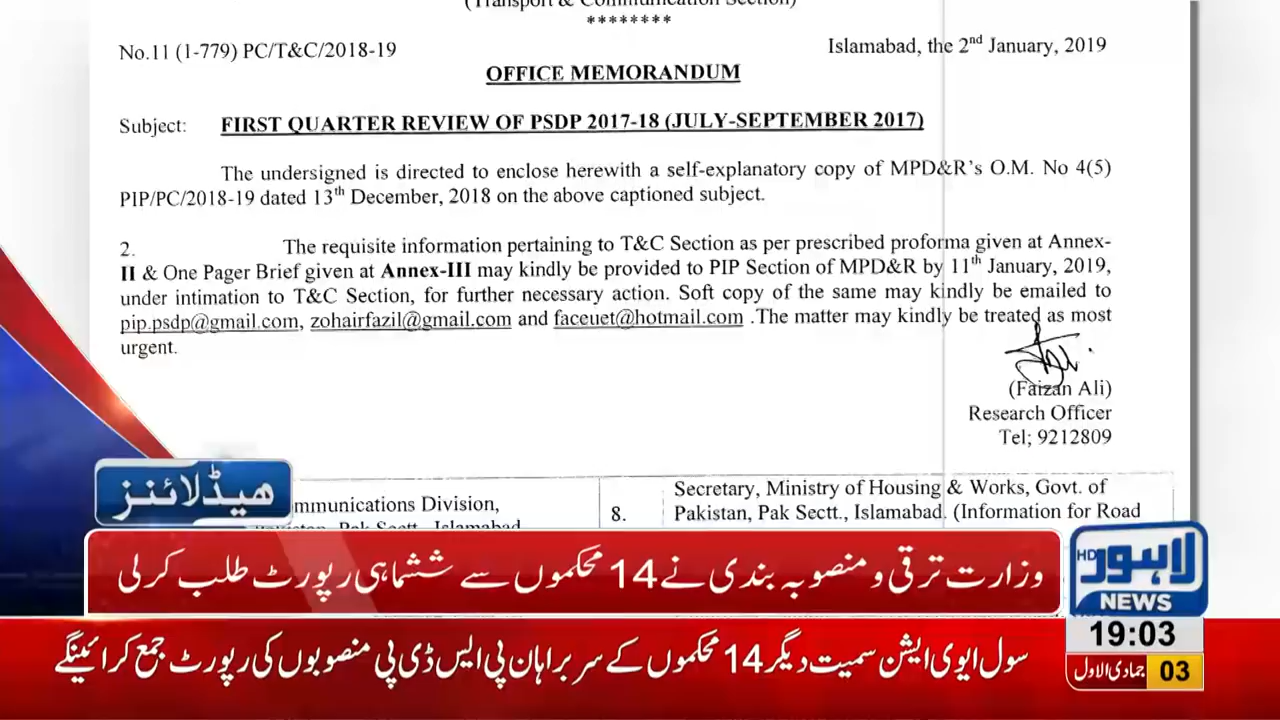 (Transport & Communication Section)
********
No.11 (1-779) PC/T&C/2018-19
Islamabad, the 2nd January, 2019
OFFICE MEMORANDUM
Subject: FIRST QUARTER REVIEW OF PSDP 2017-18 (JULY-SEPTEMBER 2017)
The undersigned is directed to enclose herewith a self-explanatory copy of MPD&R's O.M. No 4(5)
PIP/PC/2018-19 dated 13th December, 2018 on the above captioned subject.
2. The requisite information pertaining to T&C Section as per prescribed proforma given at Annex-
II & One Pager Brief given at Annex-III may kindly be provided to PIP Section of MPD&R by 11th January, 2019,
under intimation to T&C Section, for further necessary action. Soft copy of the same may kindly be emailed to
pip.psdp@gmail.com, zohairfazil@gmail.com and faceuet@hotmail.com .The matter may kindly be treated as most
urgent.
(Faizan Ali)
Research Officer
Tel; 9212809
mmunications Division,
Pak Sectt., Islamabad
8.
Secretary, Ministry of Housing & Works, Govt. of
Pakistan, Pak Sectt., Islamabad. (Information for Road
ہیڈلائنز
وزارت ترقی و منصوبہ بندی نے 14 محکموں سے ششماہی رپورٹ طلب کرلی
سول ایوی ایشن سمیت دیگر 14 محکموں کے سربراہان پی ایس ڈی پی منصوبوں کی رپورٹ جمع کرائینگے
لاہور HD
NEWS
19:03
03 جمادی الاول